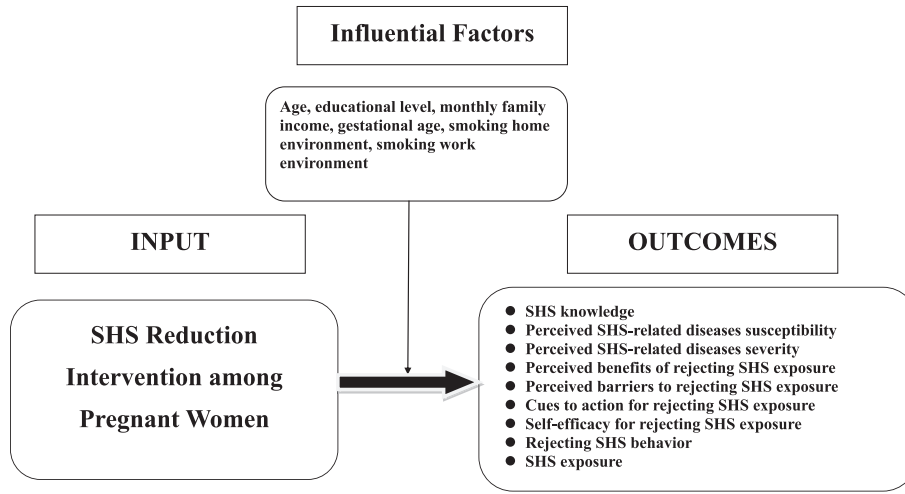 Influential Factors
Age, educational level, monthly family
income, gestational age, smoking home
environment, smoking work
environment
INPUT
OUTCOMES
SHS Reduction
Intervention among
Pregnant Women
● SHS knowledge
● Perceived SHS-related diseases susceptibility
● Perceived SHS-related diseases severity
● Perceived benefits of rejecting SHS exposure
● Perceived barriers to rejecting SHS exposure
● Cues to action for rejecting SHS exposure
● Self-efficacy for rejecting SHS exposure
● Rejecting SHS behavior
● SHS exposure